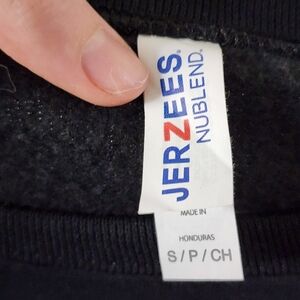 JERZEES
NUBLEND
MADE IN
HONDURAS
S/P/CH